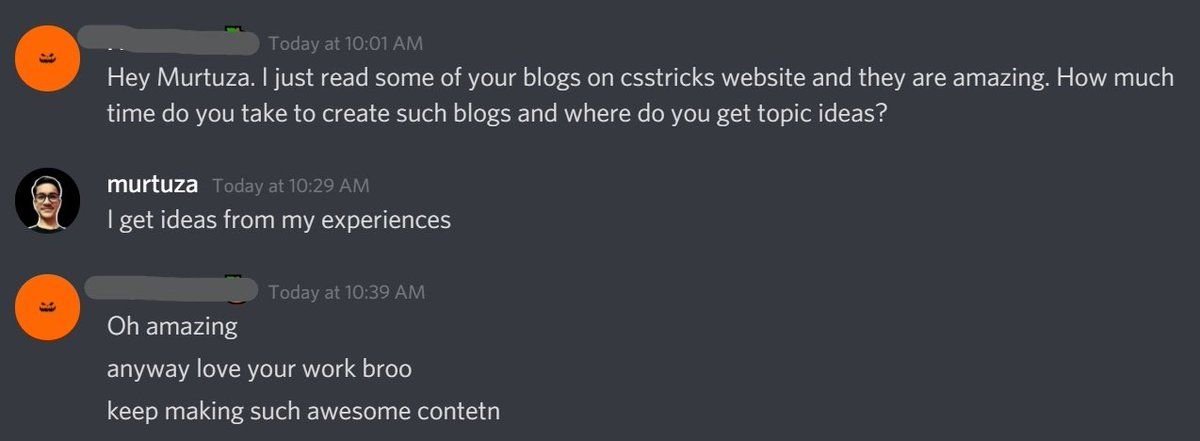 Today at 10:01 AM
Hey Murtuza. I just read some of your blogs on csstricks website and they are amazing. How much
time do you take to create such blogs and where do you get topic ideas?
murtuza Today at 10:29 AM
I get ideas from my experiences
Today at 10:39 AM
Oh amazing
anyway love your work broo
keep making such awesome contetn